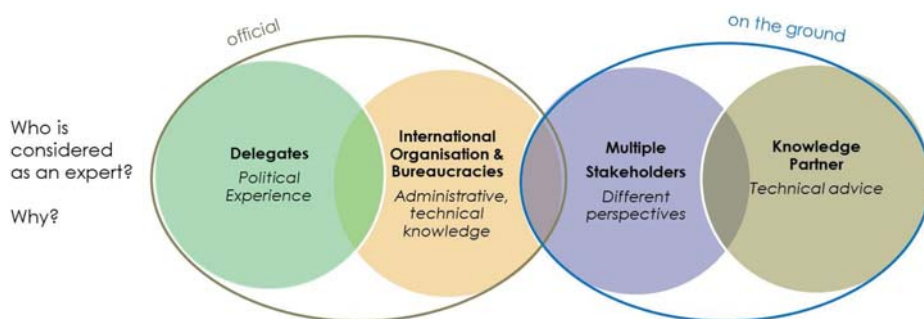 official
on the ground
Who is
considered
as an expert?
Why?
Delegates
Political
Experience
International
Organisation &
Bureaucracies
Administrative,
technical
knowledge
Multiple
Stakeholders
Different
perspectives
Knowledge
Partner
Technical advice